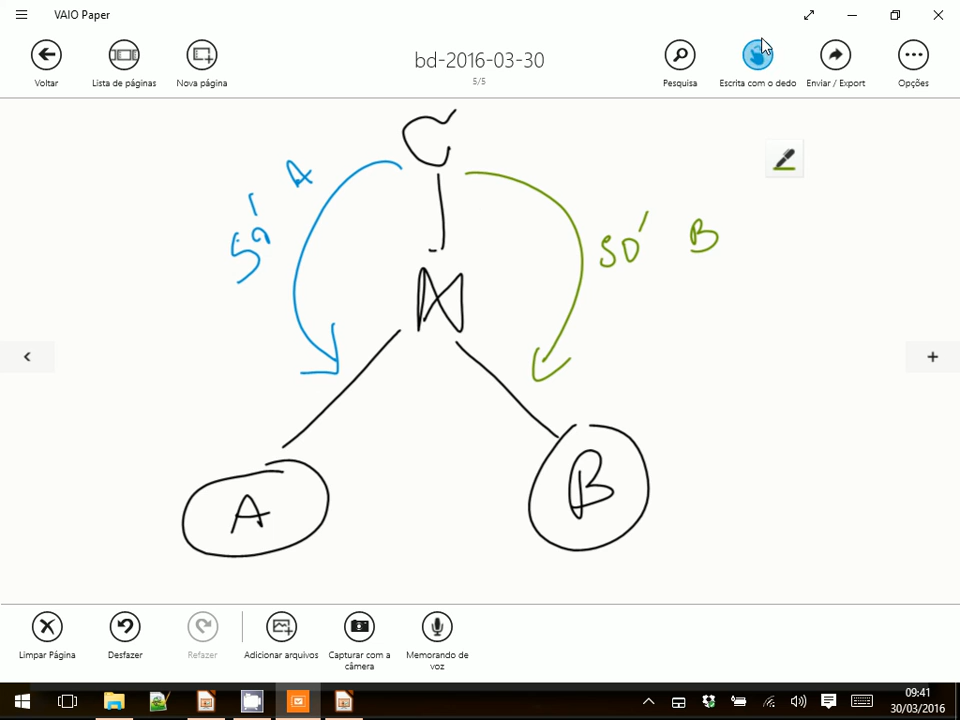 VAIO Paper
bd-2016-03-30
5/5
Voltar
Lista de páginas
Nova página
Pesquisa
Escrita com o dedo
Enviar / Export
Opções
C
só A
só B
⋈
A
B
Limpar Página
Desfazer
Refazer
Adicionar arquivos
Capturar com a
câmera
Memorando de
voz
09:41
30/03/2016